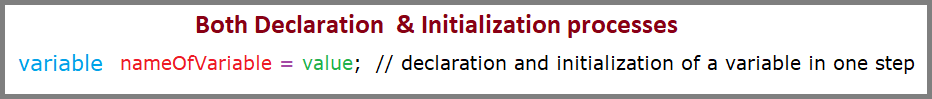 Both Declaration & Initialization processes
variable nameOfVariable = value; // declaration and initialization of a variable in one step